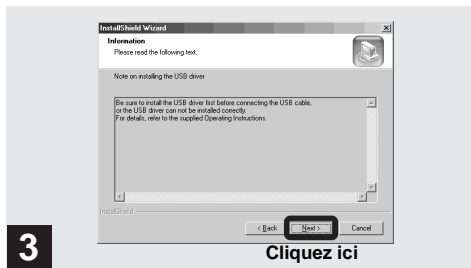 InstallShield Wizard
Information
Please read the following text.
Note on installing the USB driver
Be sure to install the USB driver first before connecting the USB cable,
or the USB driver can not be installed correctly.
For details, refer to the supplied Operating Instructions.
InstallShield
< Back Next > Cancel
3 Cliquez ici